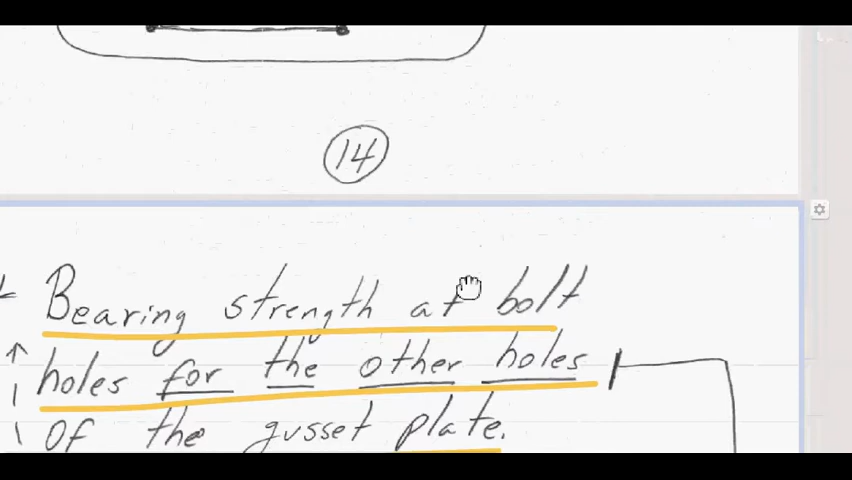 14
Bearing strength at bolt
holes for the other holes
of the gusset plate.